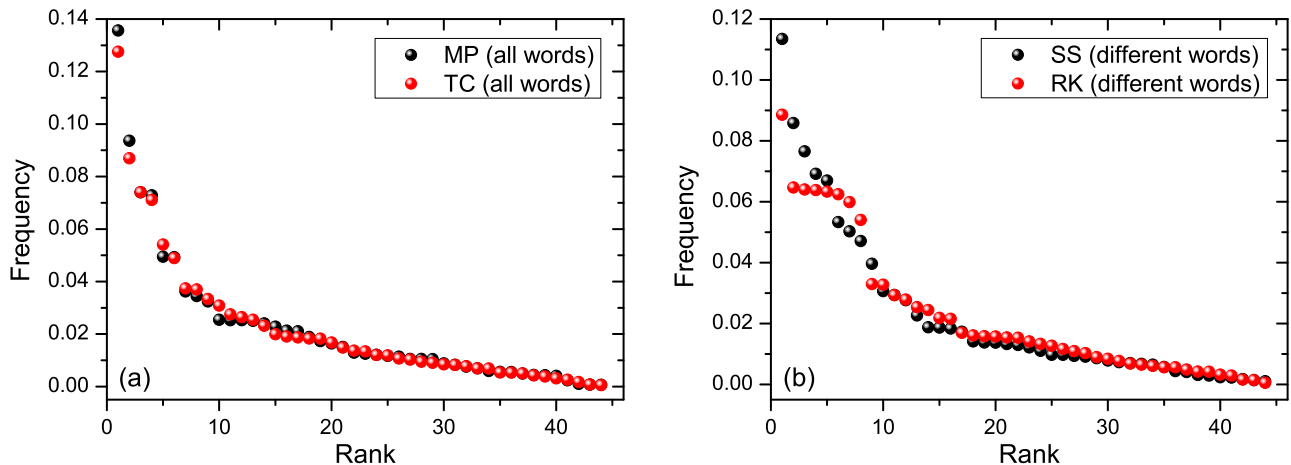 0.14
0.12
0.10
0.08
0.06
0.04
0.02
0.00
Frequency
MP (all words)
TC (all words)
(a)
0 10 20 30 40
Rank
0.12
0.10
0.08
0.06
0.04
0.02
0.00
Frequency
SS (different words)
RK (different words)
(b)
0 10 20 30 40
Rank